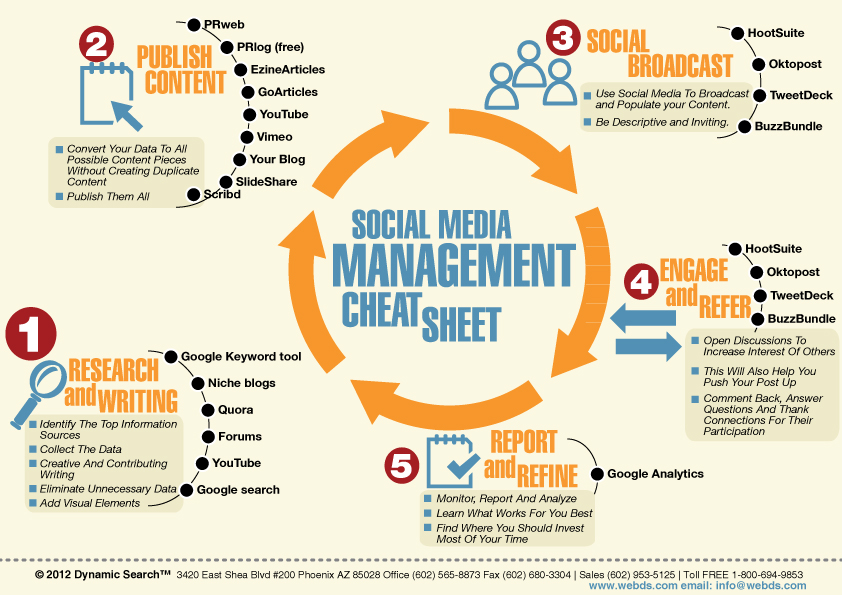 SOCIAL MEDIA
MANAGEMENT
CHEAT SHEET
1
RESEARCH
and WRITING
Identify The Top Information
Sources
Collect The Data
Creative And Contributing
Writing
Eliminate Unnecessary Data
Add Visual Elements
Google Keyword tool
Niche blogs
Quora
Forums
YouTube
Google search
2
PUBLISH
CONTENT
Convert Your Data To All
Possible Content Pieces
Without Creating Duplicate
Content
Publish Them All
PRweb
PRlog (free)
EzineArticles
GoArticles
YouTube
Vimeo
Your Blog
SlideShare
Scribd
3
SOCIAL
BROADCAST
Use Social Media To Broadcast
and Populate your Content.
Be Descriptive and Inviting.
HootSuite
Oktopost
TweetDeck
BuzzBundle
4
ENGAGE
and REFER
HootSuite
Oktopost
TweetDeck
BuzzBundle
Open Discussions To
Increase Interest Of Others
This Will Also Help You
Push Your Post Up
Comment Back, Answer
Questions And Thank
Connections For Their
Participation
5
REPORT
and REFINE
Monitor, Report And Analyze
Learn What Works For You Best
Find Where You Should Invest
Most Of Your Time
Google Analytics
© 2012 Dynamic Search™ 3420 East Shea Blvd #200 Phoenix AZ 85028 Office (602) 565-8873 Fax (602) 680-3304 | Sales (602) 953-5125 | Toll FREE 1-800-694-9853
www.webds.com email: info@webds.com